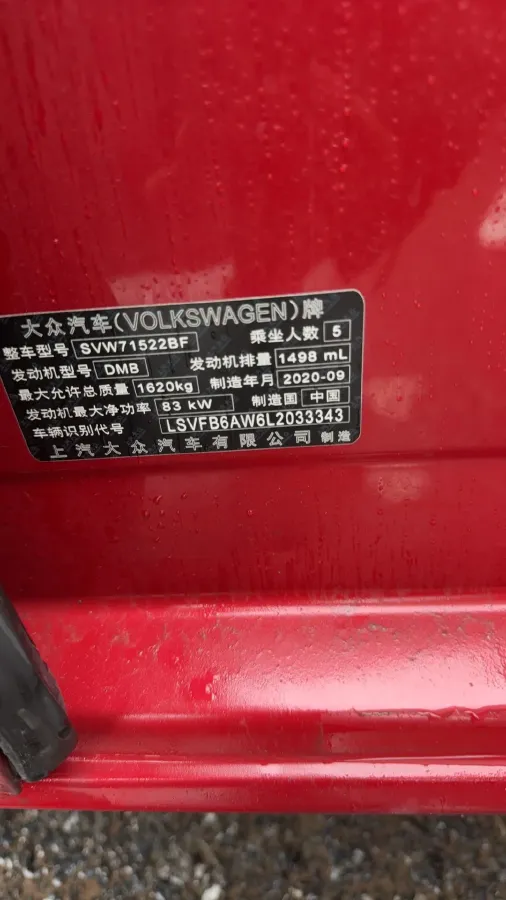 大众汽车(VOLKSWAGEN)牌
整车型号 SVW71522BF 乘坐人数 5
发动机型号 DMB 发动机排量 1498 mL
最大允许总质量 1620kg 制造年月 2020-09
发动机最大净功率 83 kW 制造国 中国
车辆识别代号 LSVFB6AW6L2033343
上汽大众汽车有限公司 制造